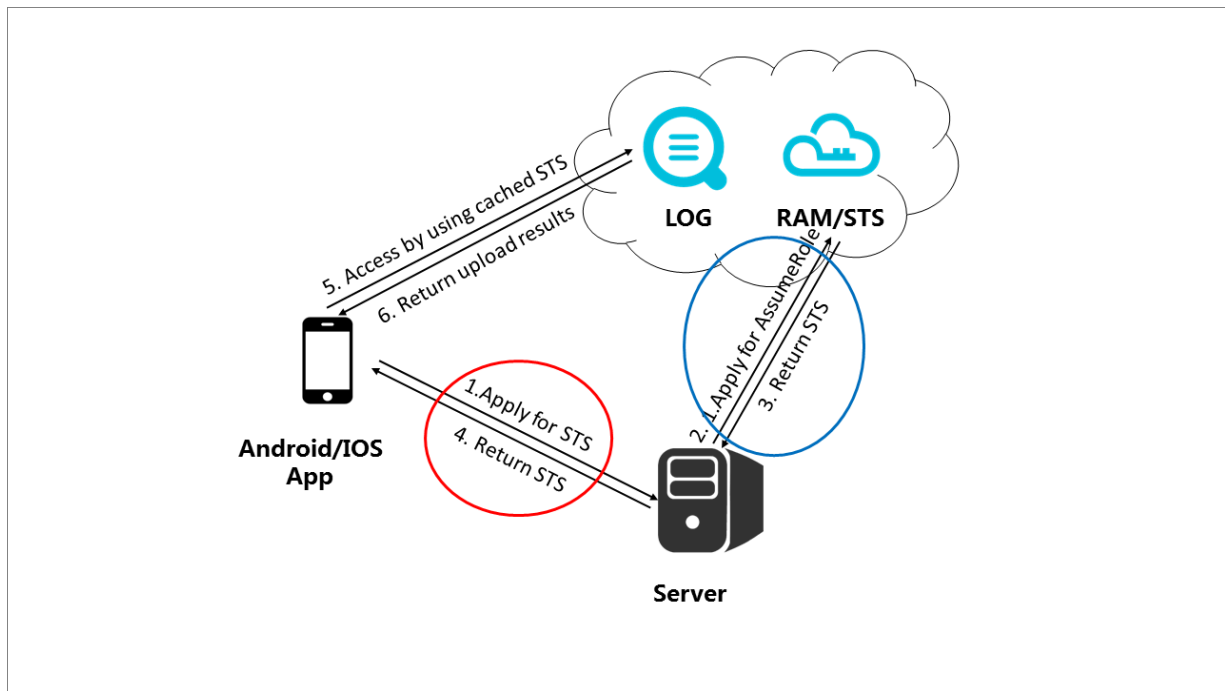 LOG
RAM/STS
5. Access by using cached STS
6. Return upload results
2. 1.Apply for AssumeRole
3. Return STS
1.Apply for STS
4. Return STS
Android/IOS
App
Server